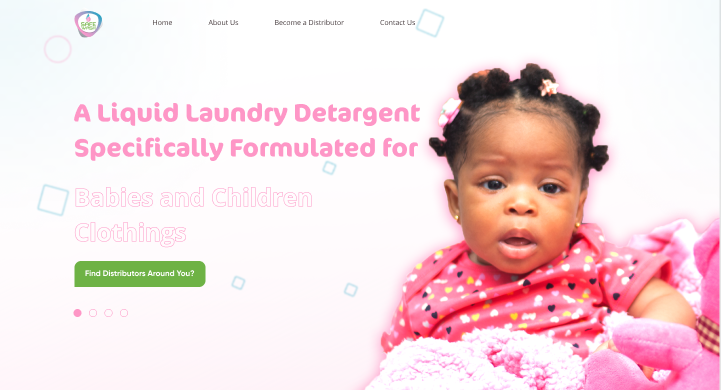 SAFE
Home
About Us
Become a Distributor
Contact Us
A Liquid Laundry Detargent
Specifically Formulated for
Babies and Children
Clothings
Find Distributors Around You?